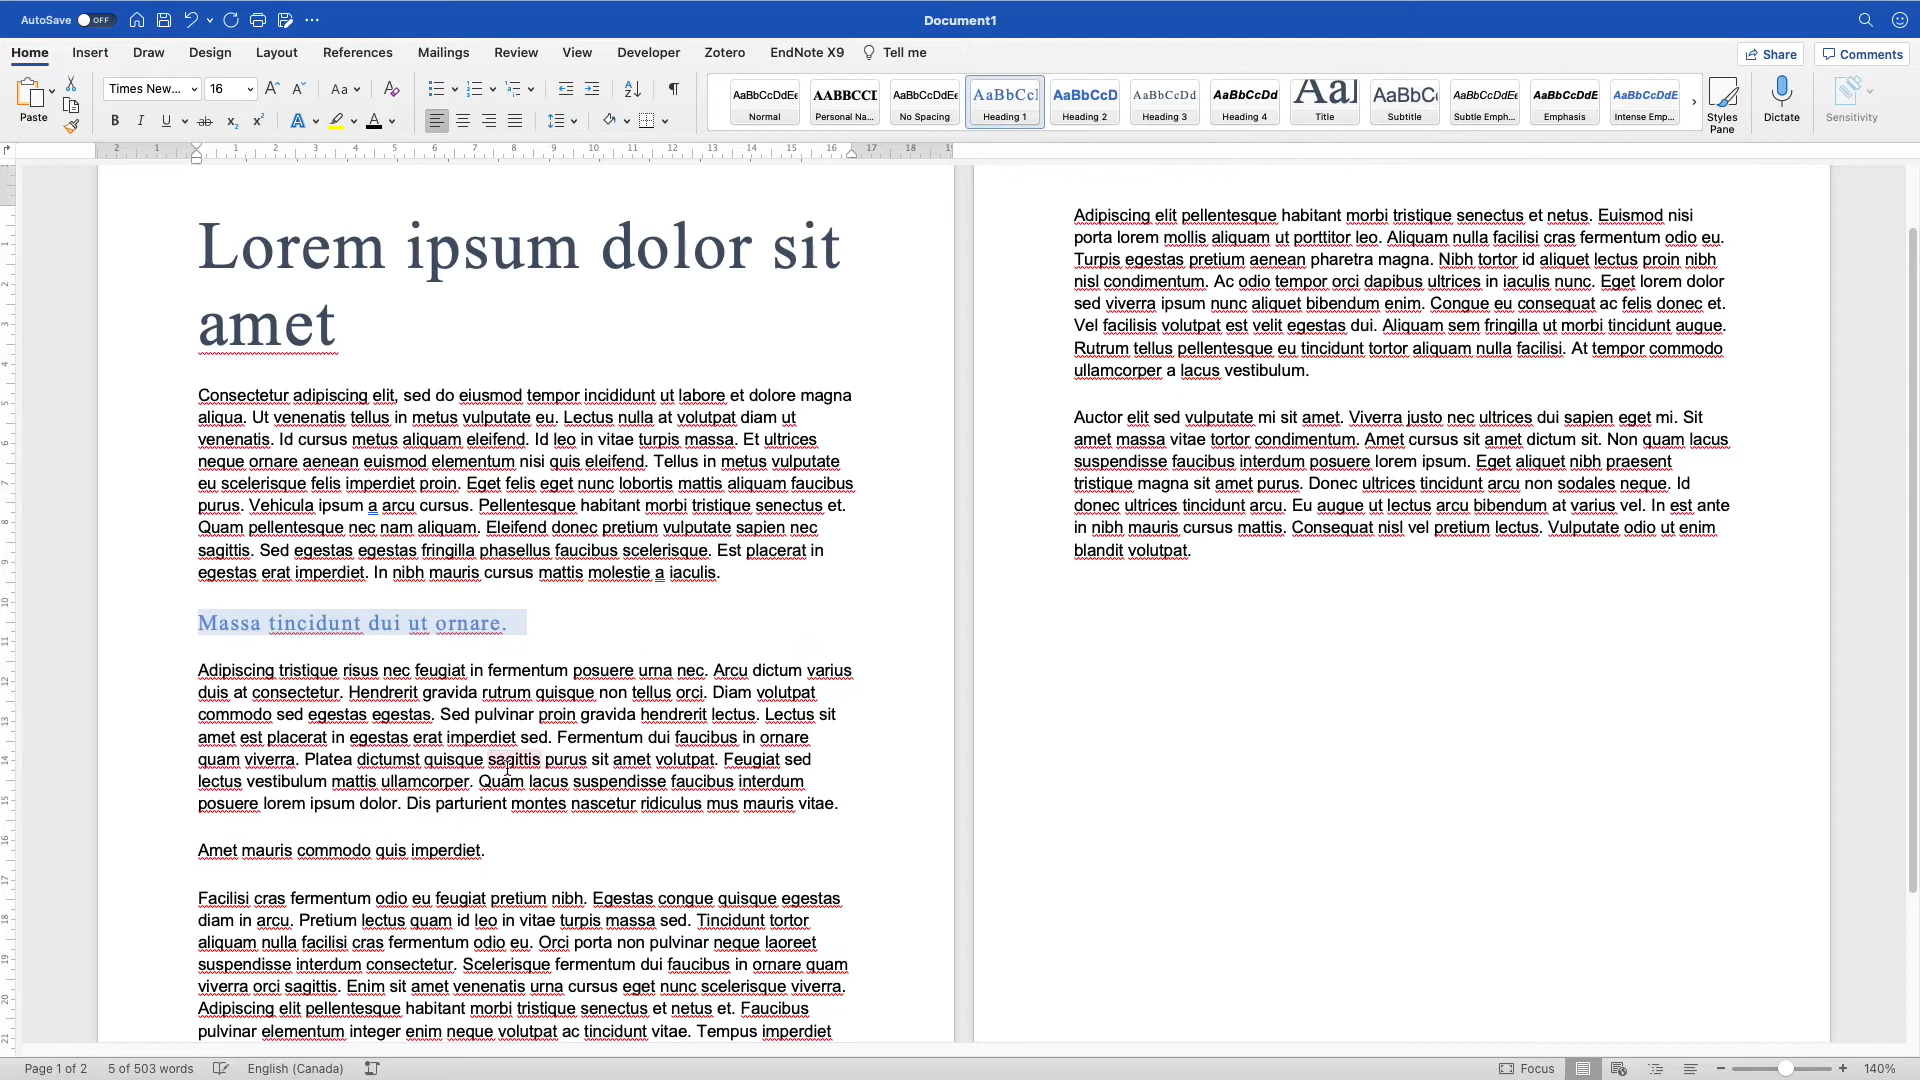 AutoSave OFF
Document1
Home Insert Draw Design Layout References Mailings Review View Developer Zotero EndNote X9 Tell me
Share Comments
Paste
Times New... 16 Aa
AaBbCcDdEe AABBCCI AaBbCcDdEe AaBbCcI AaBbCcD AaBbCcDd AaBbCcDd AaI AaBbC AaBbCcDdEe AaBbCcDdE AaBbCcDdE
Normal Personal Na... No Spacing Heading 1 Heading 2 Heading 3 Heading 4 Title Subtitle Subtle Emph... Emphasis Intense Emp...
Styles Pane
Dictate
Sensitivity
2 1 1 2 3 4 5 6 7 8 9 10 11 12 13 14 15 16 17 18
Lorem ipsum dolor sit
amet
Consectetur adipiscing elit, sed do eiusmod tempor incididunt ut labore et dolore magna
aliqua. Ut venenatis tellus in metus vulputate eu. Lectus nulla at volutpat diam ut
venenatis. Id cursus metus aliquam eleifend. Id leo in vitae turpis massa. Et ultrices
neque ornare aenean euismod elementum nisi quis eleifend. Tellus in metus vulputate
eu scelerisque felis imperdiet proin. Eget felis eget nunc lobortis mattis aliquam faucibus
purus. Vehicula ipsum a arcu cursus. Pellentesque habitant morbi tristique senectus et.
Quam pellentesque nec nam aliquam. Eleifend donec pretium vulputate sapien nec
sagittis. Sed egestas egestas fringilla phasellus faucibus scelerisque. Est placerat in
egestas erat imperdiet. In nibh mauris cursus mattis molestie a iaculis.
Massa tincidunt dui ut ornare.
Adipiscing tristique risus nec feugiat in fermentum posuere urna nec. Arcu dictum varius
duis at consectetur. Hendrerit gravida rutrum quisque non tellus orci. Diam volutpat
commodo sed egestas egestas. Sed pulvinar proin gravida hendrerit lectus. Lectus sit
amet est placerat in egestas erat imperdiet sed. Fermentum dui faucibus in ornare
quam viverra. Platea dictumst quisque sagittis purus sit amet volutpat. Feugiat sed
lectus vestibulum mattis ullamcorper. Quam lacus suspendisse faucibus interdum
posuere lorem ipsum dolor. Dis parturient montes nascetur ridiculus mus mauris vitae.
Amet mauris commodo quis imperdiet.
Facilisi cras fermentum odio eu feugiat pretium nibh. Egestas congue quisque egestas
diam in arcu. Pretium lectus quam id leo in vitae turpis massa sed. Tincidunt tortor
aliquam nulla facilisi cras fermentum odio eu. Orci porta non pulvinar neque laoreet
suspendisse interdum consectetur. Scelerisque fermentum dui faucibus in ornare quam
viverra orci sagittis. Enim sit amet venenatis urna cursus eget nunc scelerisque viverra.
Adipiscing elit pellentesque habitant morbi tristique senectus et netus et. Faucibus
pulvinar elementum integer enim neque volutpat ac tincidunt vitae. Tempus imperdiet
Adipiscing elit pellentesque habitant morbi tristique senectus et netus. Euismod nisi
porta lorem mollis aliquam ut porttitor leo. Aliquam nulla facilisi cras fermentum odio eu.
Turpis egestas pretium aenean pharetra magna. Nibh tortor id aliquet lectus proin nibh
nisl condimentum. Ac odio tempor orci dapibus ultrices in iaculis nunc. Eget lorem dolor
sed viverra ipsum nunc aliquet bibendum enim. Congue eu consequat ac felis donec et.
Vel facilisis volutpat est velit egestas dui. Aliquam sem fringilla ut morbi tincidunt augue.
Rutrum tellus pellentesque eu tincidunt tortor aliquam nulla facilisi. At tempor commodo
ullamcorper a lacus vestibulum.
Auctor elit sed vulputate mi sit amet. Viverra justo nec ultrices dui sapien eget mi. Sit
amet massa vitae tortor condimentum. Amet cursus sit amet dictum sit. Non quam lacus
suspendisse faucibus interdum posuere lorem ipsum. Eget aliquet nibh praesent
tristique magna sit amet purus. Donec ultrices tincidunt arcu non sodales neque. Id
donec ultrices tincidunt arcu. Eu augue ut lectus arcu bibendum at varius vel. In est ante
in nibh mauris cursus mattis. Consequat nisl vel pretium lectus. Vulputate odio ut enim
blandit volutpat.
Page 1 of 2 5 of 503 words English (Canada) Focus 140%